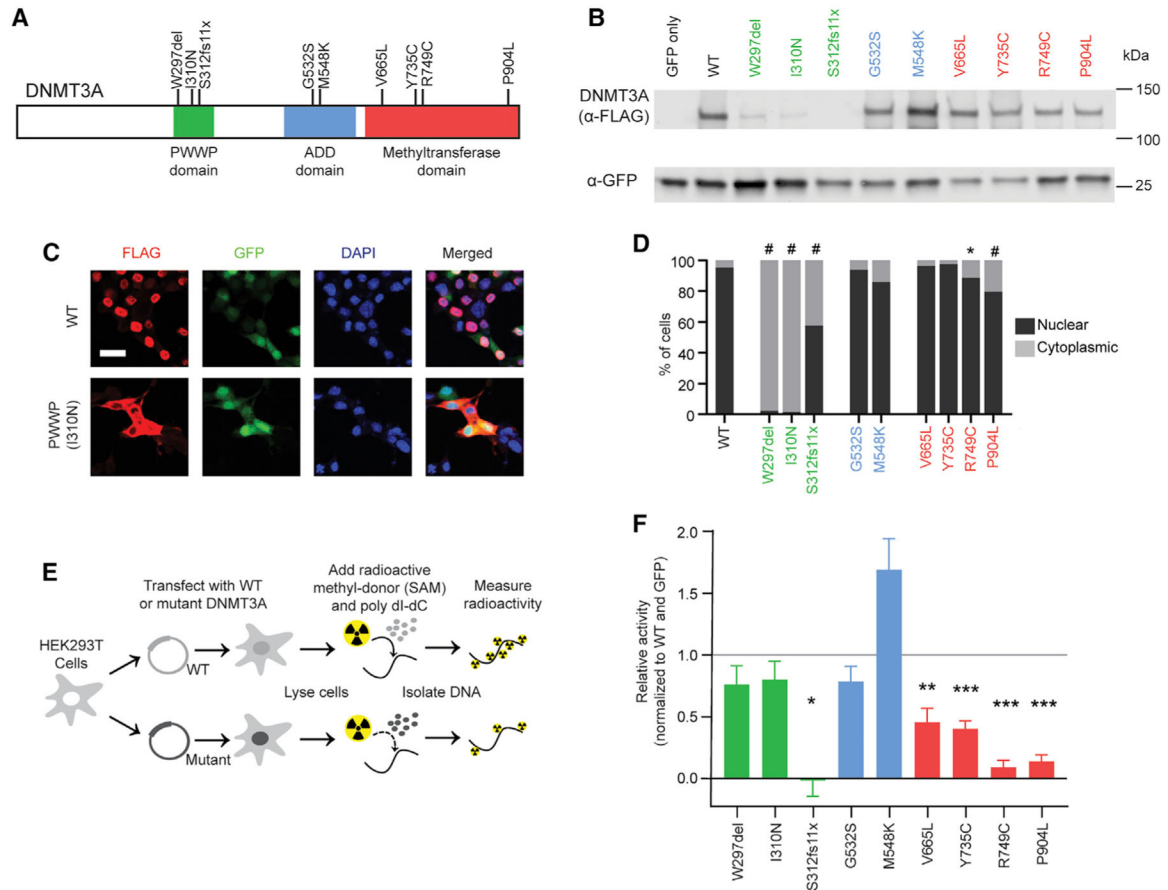 A
W297del
I310N
S312fs11x
G532S
M548K
V665L
Y735C
R749C
P904L
DNMT3A
PWWP
domain
ADD
domain
Methyltransferase
domain
B
GFP only
WT
W297del
I310N
S312fs11x
G532S
M548K
V665L
Y735C
R749C
P904L
kDa
DNMT3A
(α-FLAG)
150
100
α-GFP
25
C
FLAG
GFP
DAPI
Merged
WT
PWWP
(I310N)
D
# # # * #
100
80
60
40
20
0
% of cells
Nuclear
Cytoplasmic
WT
W297del
I310N
S312fs11x
G532S
M548K
V665L
Y735C
R749C
P904L
E
Transfect with WT
or mutant DNMT3A
Add radioactive
methyl-donor (SAM)
and poly dI-dC
Measure
radioactivity
HEK293T
Cells
WT
Lyse cells
Isolate DNA
Mutant
F
Relative activity
(normalized to WT and GFP)
2.0
1.5
1.0
0.5
0.0
* ** *** *** ***
W297del
I310N
S312fs11x
G532S
M548K
V665L
Y735C
R749C
P904L